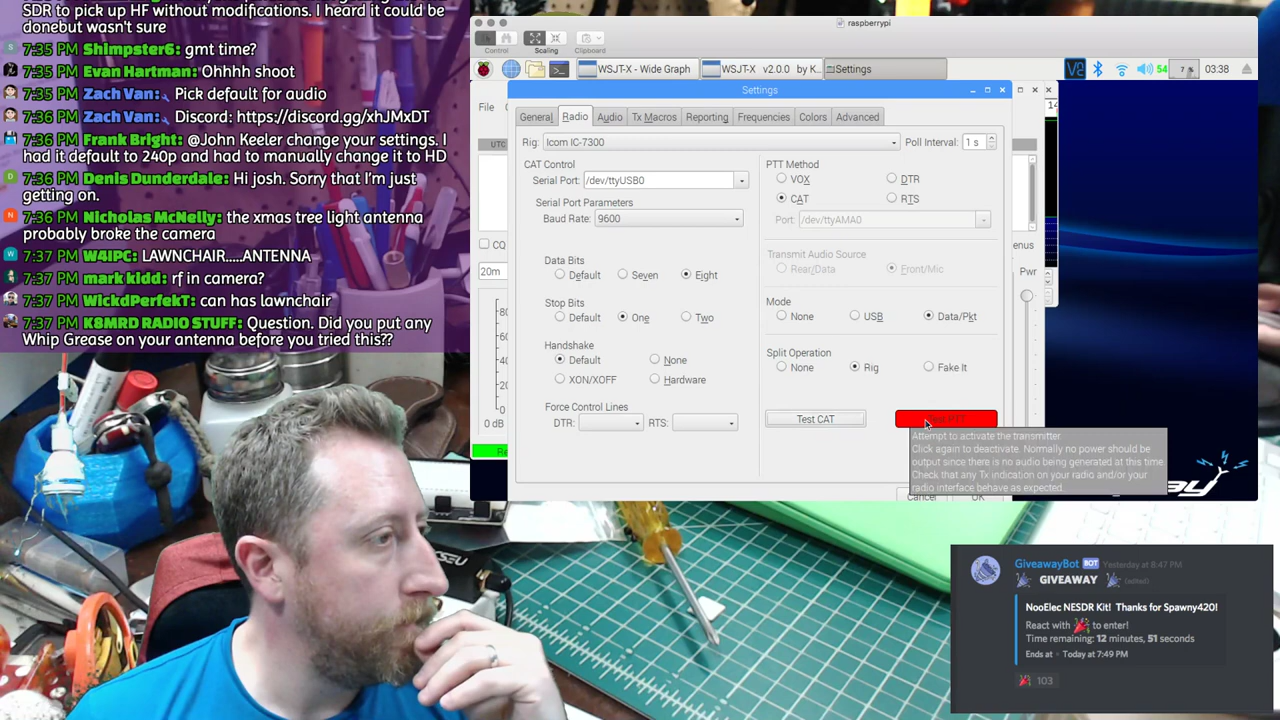 SDR to pick up HF without modifications. I heard it could be
donebut wasn't sure
7:35 PM Shimpster6: gmt time?
7:35 PM Evan Hartman: Ohhhh shoot
7:35 PM Zach Van: Pick default for audio
7:36 PM Zach Van: Discord: https://discord.gg/xhJMxDT
7:36 PM Frank Bright: @John Keeler change your settings. I
had it default to 240p and had to manually change it to HD
7:36 PM Denis Dunderdale: Hi josh. Sorry that I'm just
getting on.
7:36 PM Nicholas McNelly: the xmas tree light antenna
probably broke the camera
7:37 PM W4IPC: LAWNCHAIR.....ANTENNA
7:37 PM mark kidd: rf in camera?
7:37 PM WickdPerfekT: can has lawnchair
7:37 PM K8MRD RADIO STUFF: Question. Did you put any
Whip Grease on your antenna before you tried this??
raspberrypi
Control
Scaling
Clipboard
WSJT-X - Wide Graph
WSJT-X v2.0.0 by K..
Settings
54
7 %
03:38
File
Settings
14
General
Radio
Audio
Tx Macros
Reporting
Frequencies
Colors
Advanced
UTC
Rig:
Icom IC-7300
Poll Interval:
1 s
CAT Control
Serial Port:
/dev/ttyUSB0
Serial Port Parameters
Baud Rate:
9600
Data Bits
Default
Seven
Eight
Stop Bits
Default
One
Two
Handshake
Default
None
XON/XOFF
Hardware
Force Control Lines
DTR:
RTS:
PTT Method
VOX
DTR
CAT
RTS
Port:
/dev/ttyAMA0
Transmit Audio Source
Rear/Data
Front/Mic
Mode
None
USB
Data/Pkt
Split Operation
None
Rig
Fake It
Test CAT
Test PTT
Attempt to activate the transmitter.
Click again to deactivate. Normally no power should be
output since there is no audio being generated at this time.
Check that any Tx indication on your radio and/or your
radio interface behave as expected.
Cancel
OK
CQ
20m
enus
Pwr
0 dB
GiveawayBot BOT Yesterday at 8:47 PM
GIVEAWAY (edited)
NooElec NESDR Kit! Thanks for Spawny420!
React with to enter!
Time remaining: 12 minutes, 51 seconds
Ends at • Today at 7:49 PM
103